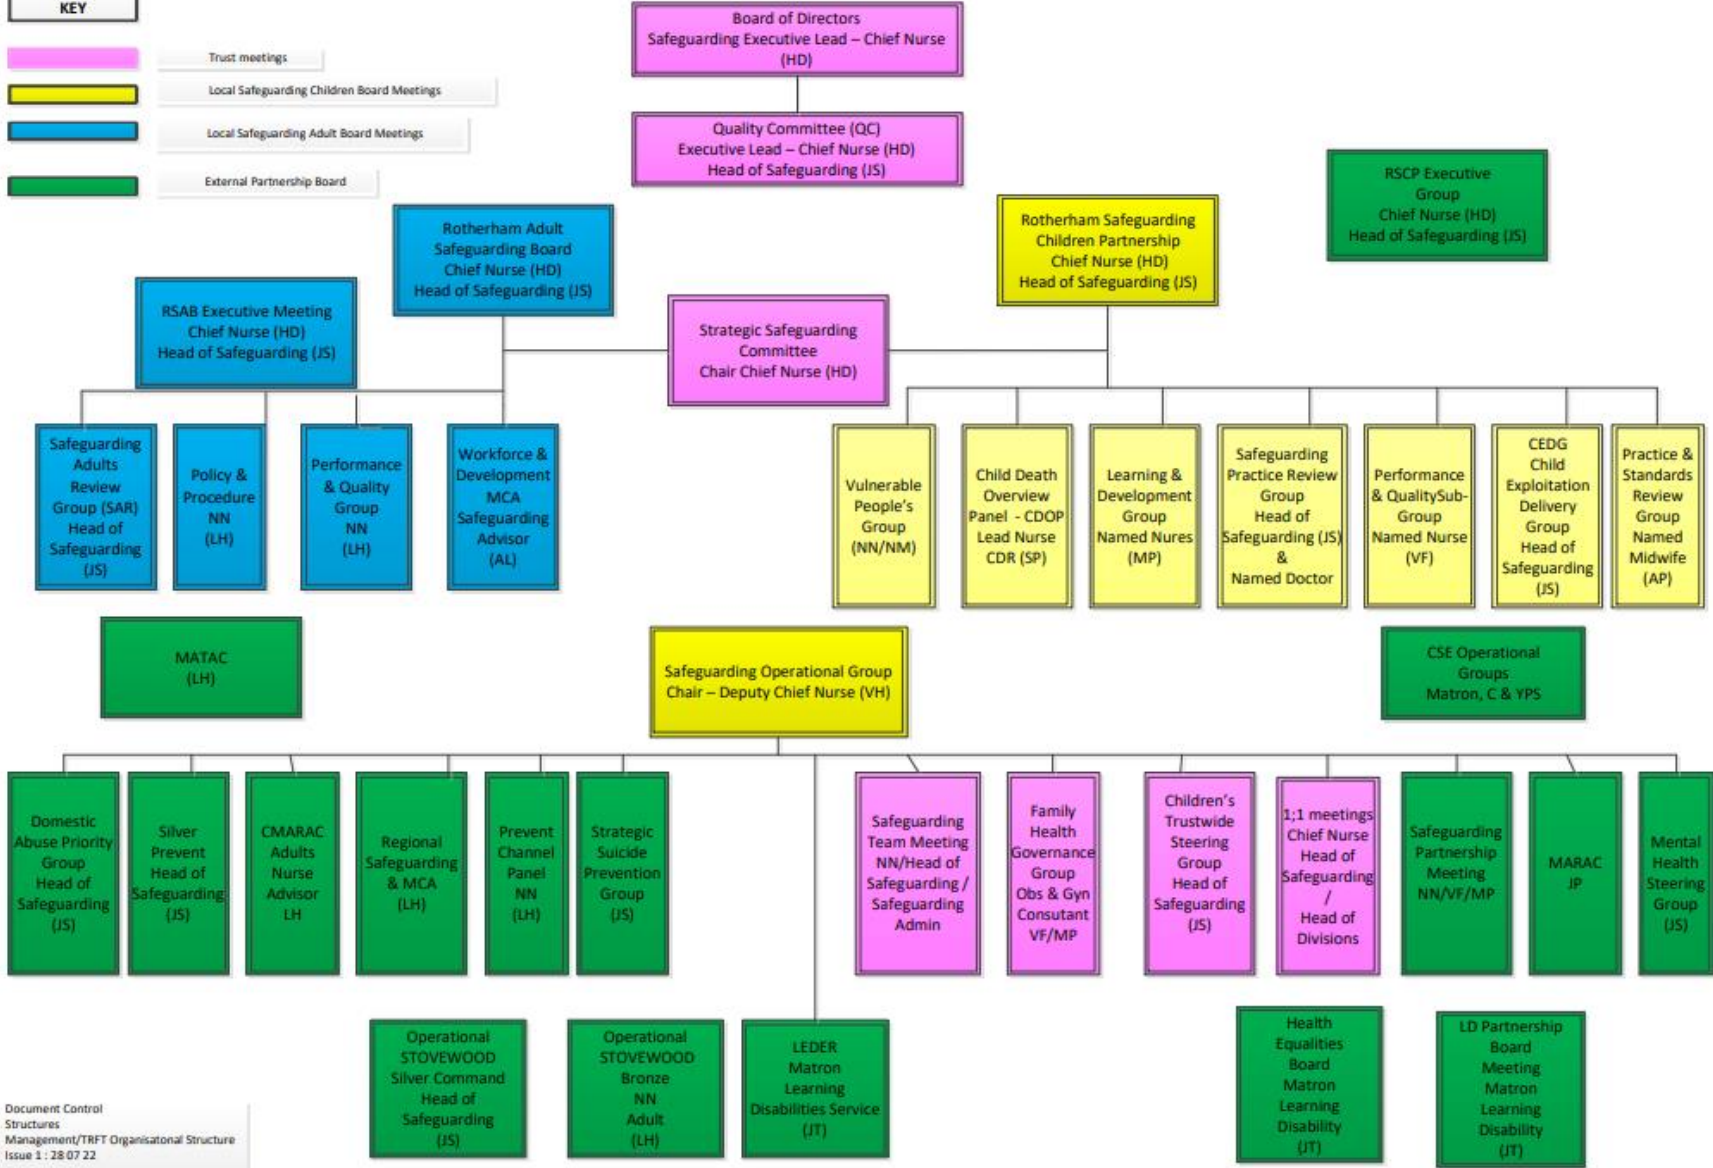 KEY
Trust meetings
Local Safeguarding Children Board Meetings
Local Safeguarding Adult Board Meetings
External Partnership Board
Board of Directors
Safeguarding Executive Lead – Chief Nurse
(HD)
Quality Committee (QC)
Executive Lead – Chief Nurse (HD)
Head of Safeguarding (JS)
RSCP Executive
Group
Chief Nurse (HD)
Head of Safeguarding (JS)
Rotherham Adult
Safeguarding Board
Chief Nurse (HD)
Head of Safeguarding (JS)
Rotherham Safeguarding
Children Partnership
Chief Nurse (HD)
Head of Safeguarding (JS)
RSAB Executive Meeting
Chief Nurse (HD)
Head of Safeguarding (JS)
Strategic Safeguarding
Committee
Chair Chief Nurse (HD)
Safeguarding
Adults
Review
Group (SAR)
Head of
Safeguarding
(JS)
Policy &
Procedure
NN
(LH)
Performance
& Quality
Group
NN
(LH)
Workforce &
Development
MCA
Safeguarding
Advisor
(AL)
Vulnerable
People's
Group
(NN/NM)
Child Death
Overview
Panel - CDOP
Lead Nurse
CDR (SP)
Learning &
Development
Group
Named Nures
(MP)
Safeguarding
Practice Review
Group
Head of
Safeguarding (JS)
&
Named Doctor
Performance
& QualitySub-
Group
Named Nurse
(VF)
CEDG
Child
Exploitation
Delivery
Group
Head of
Safeguarding
(JS)
Practice &
Standards
Review
Group
Named
Midwife
(AP)
MATAC
(LH)
Safeguarding Operational Group
Chair – Deputy Chief Nurse (VH)
CSE Operational
Groups
Matron, C & YPS
Domestic
Abuse Priority
Group
Head of
Safeguarding
(JS)
Silver
Prevent
Head of
Safeguarding
(JS)
CMARAC
Adults
Nurse
Advisor
LH
Regional
Safeguarding
& MCA
(LH)
Prevent
Channel
Panel
NN
(LH)
Strategic
Suicide
Prevention
Group
(JS)
Safeguarding
Team Meeting
NN/Head of
Safeguarding /
Safeguarding
Admin
Family
Health
Governance
Group
Obs & Gyn
Consutant
VF/MP
Children's
Trustwide
Steering
Group
Head of
Safeguarding
(JS)
1;1 meetings
Chief Nurse
Head of
Safeguarding
/
Head of
Divisions
Safeguarding
Partnership
Meeting
NN/VF/MP
MARAC
JP
Mental
Health
Steering
Group
(JS)
Operational
STOVEWOOD
Silver Command
Head of
Safeguarding
(JS)
Operational
STOVEWOOD
Bronze
NN
Adult
(LH)
LEDER
Matron
Learning
Disabilities Service
(JT)
Health
Equalities
Board
Matron
Learning
Disability
(JT)
LD Partnership
Board
Meeting
Matron
Learning
Disability
(JT)
Document Control
Structures
Management/TRFT Organisatonal Structure
Issue 1 : 28 07 22